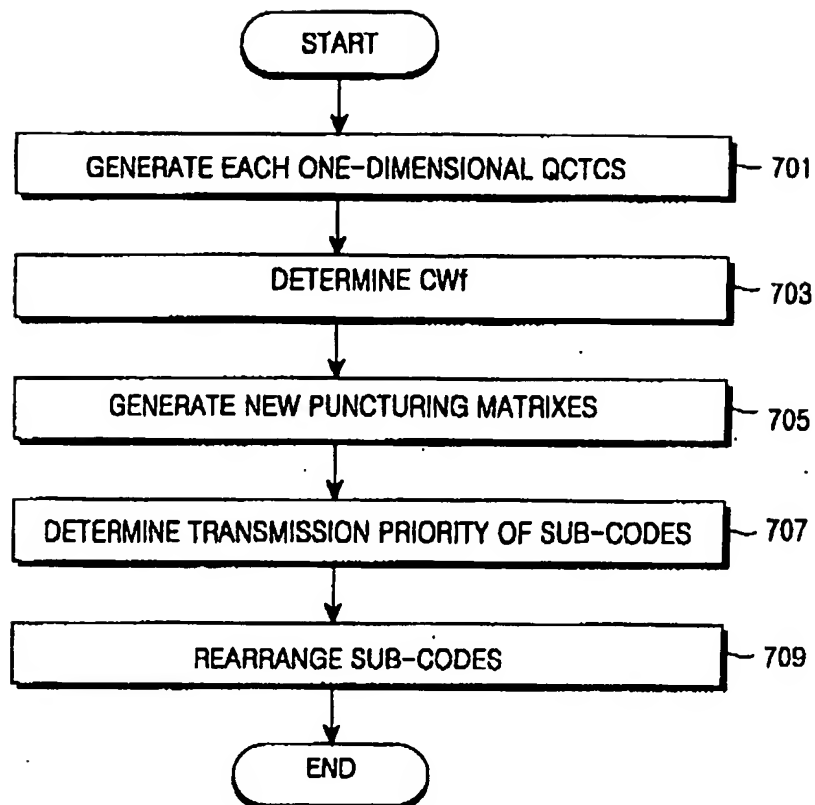 START
GENERATE EACH ONE-DIMENSIONAL QCTCS
701
DETERMINE CWf
703
GENERATE NEW PUNCTURING MATRIXES
705
DETERMINE TRANSMISSION PRIORITY OF SUB-CODES
707
REARRANGE SUB-CODES
709
END